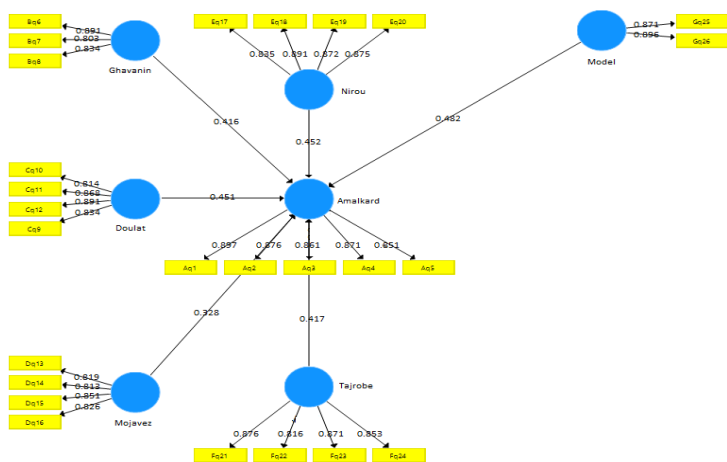 Bq6
Bq7
Bq8
0.891
0.803
0.834
Ghavanin
Eq17
Eq18
Eq19
Eq20
0.835
0.891
0.872
0.875
Nirou
0.871
0.896
Gq25
Gq26
Model
0.416
0.452
0.482
Cq10
Cq11
Cq12
Cq9
0.814
0.868
0.891
0.834
Doulat
0.451
Amalkard
0.897
0.876
0.861
0.871
Aq1
Aq2
Aq3
Aq4
Aq5
0.328
0.417
Dq13
Dq14
Dq15
Dq16
0.819
0.813
0.851
0.826
Mojavez
Tajrobe
0.876
0.816
0.871
0.853
Fq21
Fq22
Fq23
Fq24